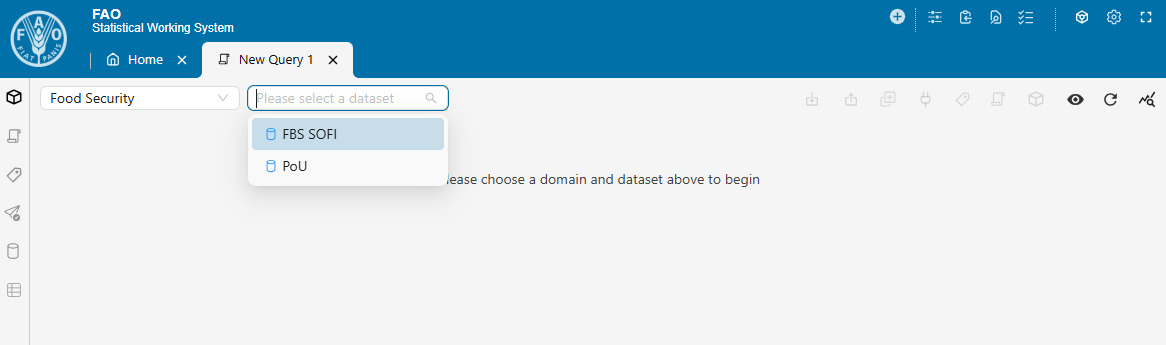 FAO
Statistical Working System
F A O
FIAT PANIS
Home
New Query 1
Food Security
Please select a dataset
FBS SOFI
PoU
lease choose a domain and dataset above to begin